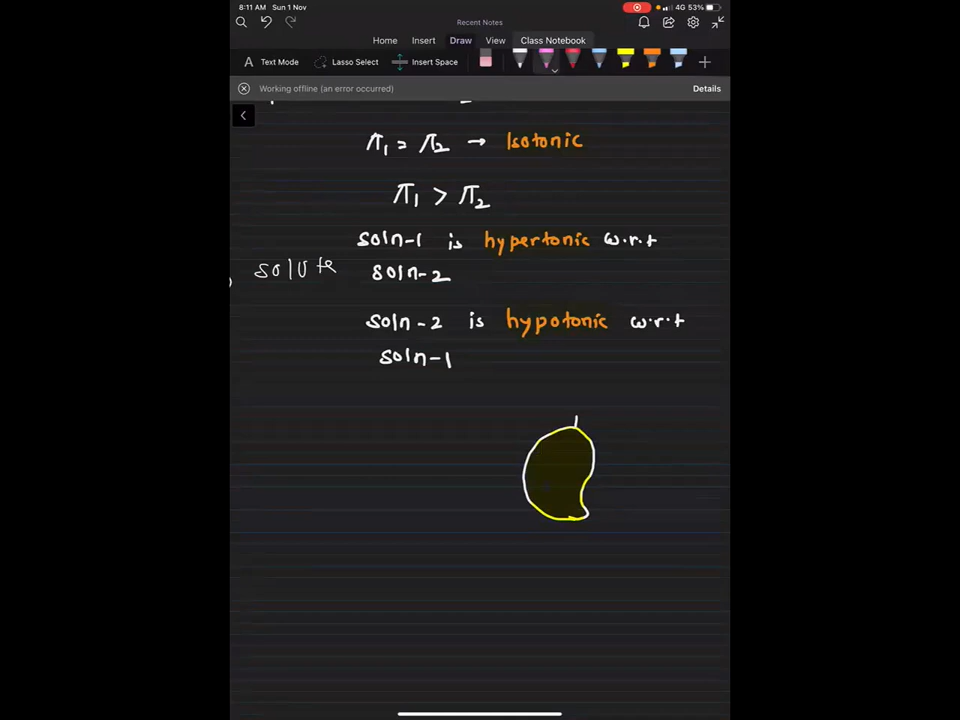 8:11 AM Sun 1 Nov
4G 53%
Recent Notes
Home Insert Draw View Class Notebook
Text Mode Lasso Select Insert Space
Working offline (an error occurred) Details
π₁ = π₂ → Isotonic
π₁ > π₂
soln-1 is hypertonic w.r.t
solute soln-2
soln-2 is hypotonic w.r.t
soln-1